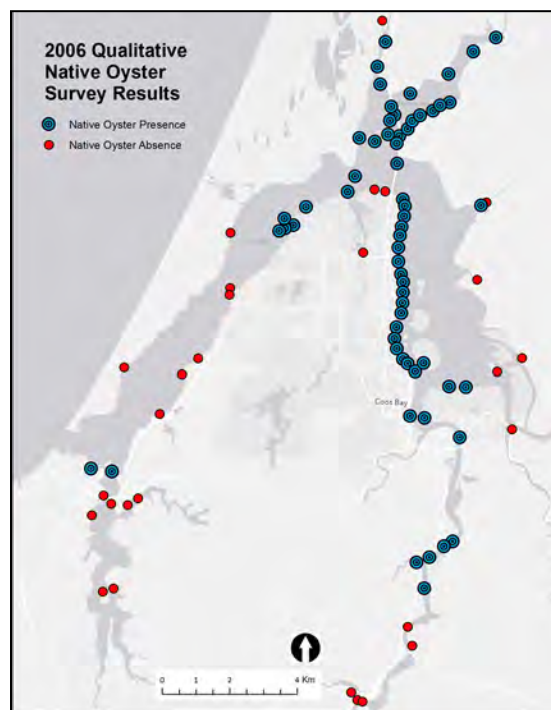 2006 Qualitative
Native Oyster
Survey Results
Native Oyster Presence
Native Oyster Absence
Coos Bay
0 1 2 4 Km